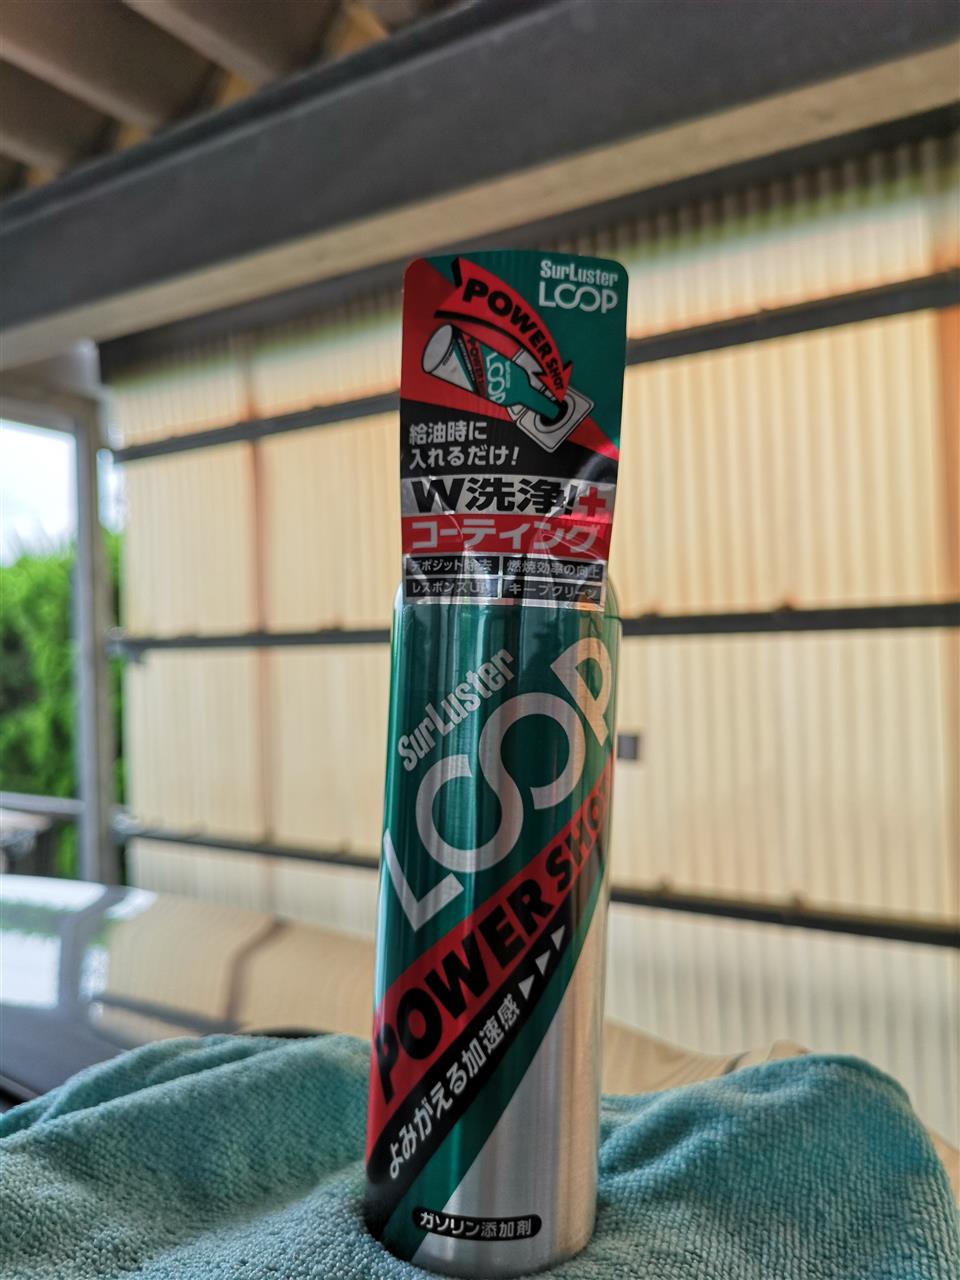 SurLuster
LOOP
POWER SHOT
SurLuster
LOOP
給油時に
入れるだけ!
W洗浄!+
コーティング
デポジット除去 燃焼効率の向上
レスポンスUP キープクリーン
SurLuster
LOOP
POWER SHOT
よみがえる加速感
ガソリン添加剤